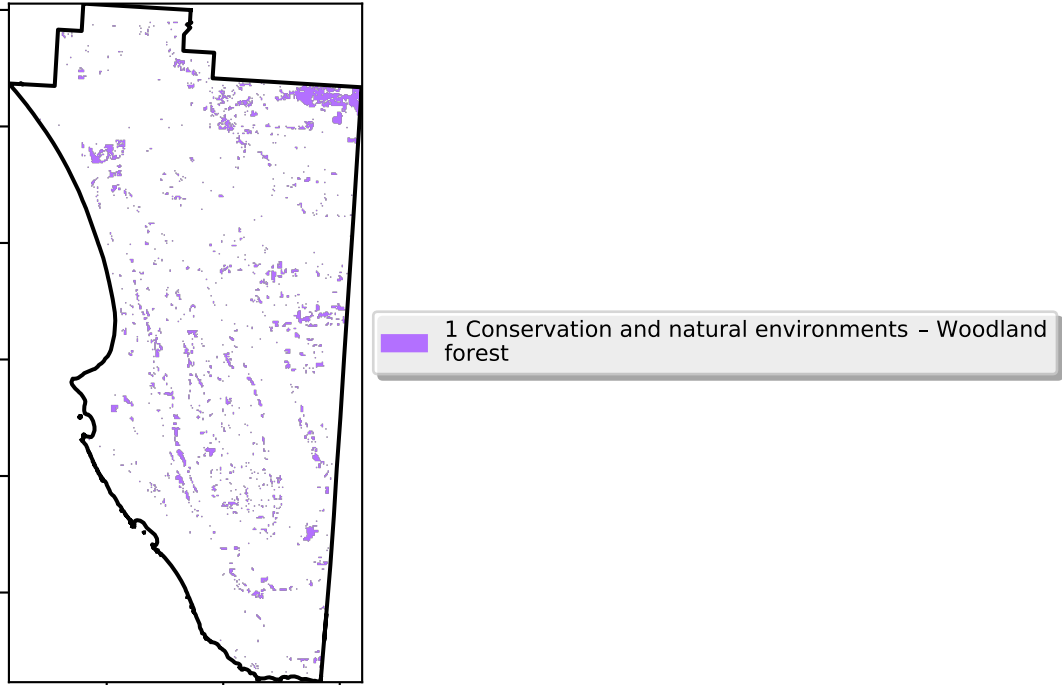 1 Conservation and natural environments – Woodland
forest